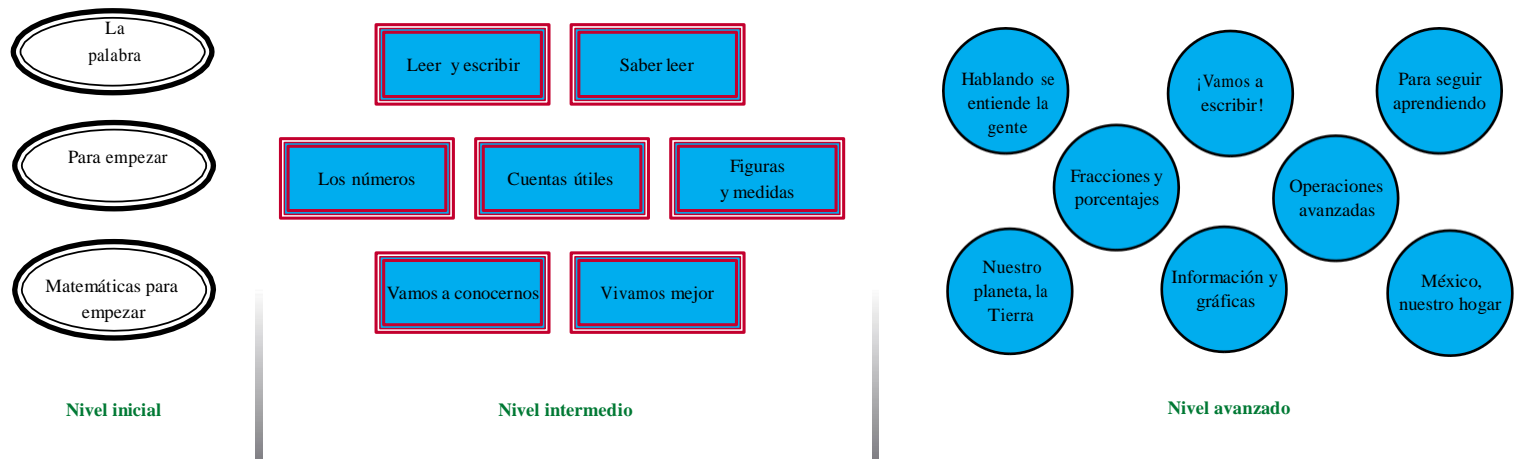 La
palabra
Para empezar
Matemáticas para
empezar
Nivel inicial
Leer y escribir
Saber leer
Los números
Cuentas útiles
Figuras
y medidas
Vamos a conocernos
Vivamos mejor
Nivel intermedio
Hablando se
entiende la
gente
¡Vamos a
escribir!
Para seguir
aprendiendo
Fracciones y
porcentajes
Operaciones
avanzadas
Nuestro
planeta, la
Tierra
Información y
gráficas
México,
nuestro hogar
Nivel avanzado